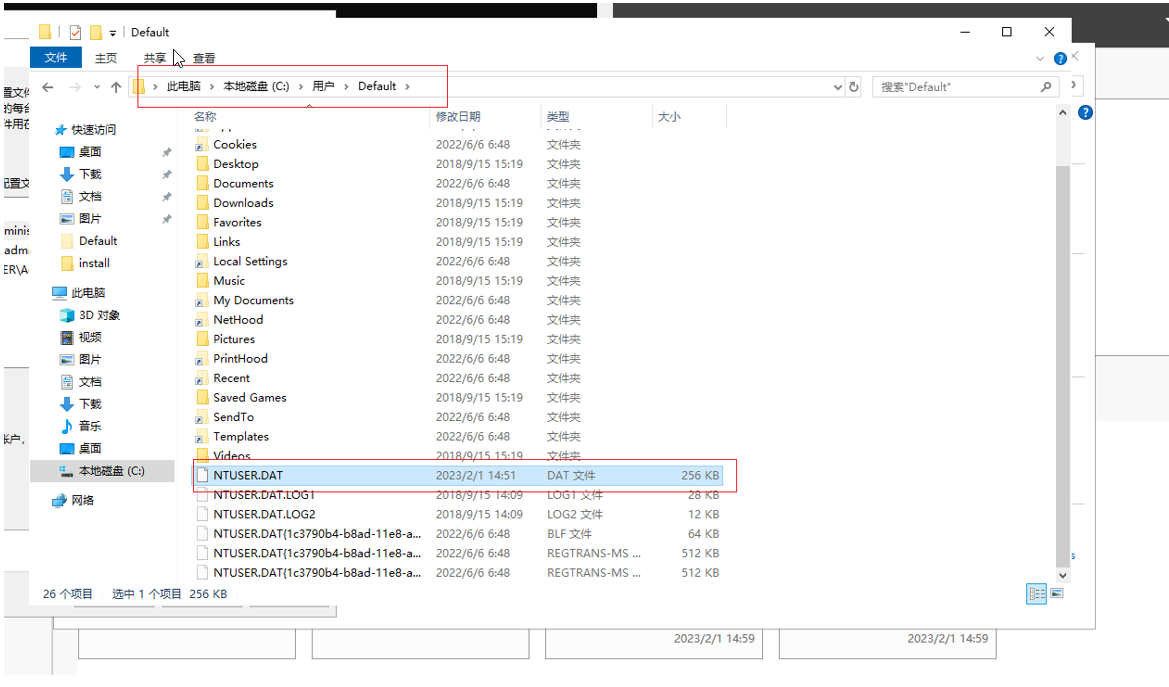 Default
文件 主页 共享 查看
此电脑 本地磁盘 (C:) 用户 Default
搜索"Default"
名称 修改日期 类型 大小
快速访问
桌面
下载
文档
图片
Default
install
此电脑
3D 对象
视频
图片
文档
下载
音乐
桌面
本地磁盘 (C:)
网络
Cookies 2022/6/6 6:48 文件夹
Desktop 2018/9/15 15:19 文件夹
Documents 2022/6/6 6:48 文件夹
Downloads 2018/9/15 15:19 文件夹
Favorites 2018/9/15 15:19 文件夹
Links 2018/9/15 15:19 文件夹
Local Settings 2022/6/6 6:48 文件夹
Music 2018/9/15 15:19 文件夹
My Documents 2022/6/6 6:48 文件夹
NetHood 2022/6/6 6:48 文件夹
Pictures 2018/9/15 15:19 文件夹
PrintHood 2022/6/6 6:48 文件夹
Recent 2022/6/6 6:48 文件夹
Saved Games 2018/9/15 15:19 文件夹
SendTo 2022/6/6 6:48 文件夹
Templates 2022/6/6 6:48 文件夹
Videos 2018/9/15 15:19 文件夹
NTUSER.DAT 2023/2/1 14:51 DAT 文件 256 KB
NTUSER.DAT.LOG1 2018/9/15 14:09 LOG1 文件 28 KB
NTUSER.DAT.LOG2 2018/9/15 14:09 LOG2 文件 12 KB
NTUSER.DAT{1c3790b4-b8ad-11e8-a... 2022/6/6 6:48 BLF 文件 64 KB
NTUSER.DAT{1c3790b4-b8ad-11e8-a... 2022/6/6 6:48 REGTRANS-MS ... 512 KB
NTUSER.DAT{1c3790b4-b8ad-11e8-a... 2022/6/6 6:48 REGTRANS-MS ... 512 KB
26 个项目 选中 1 个项目 256 KB
置文件
的每台
件用在
配置文
minis
admi
ER\A
帐户,
2023/2/1 14:59 2023/2/1 14:59